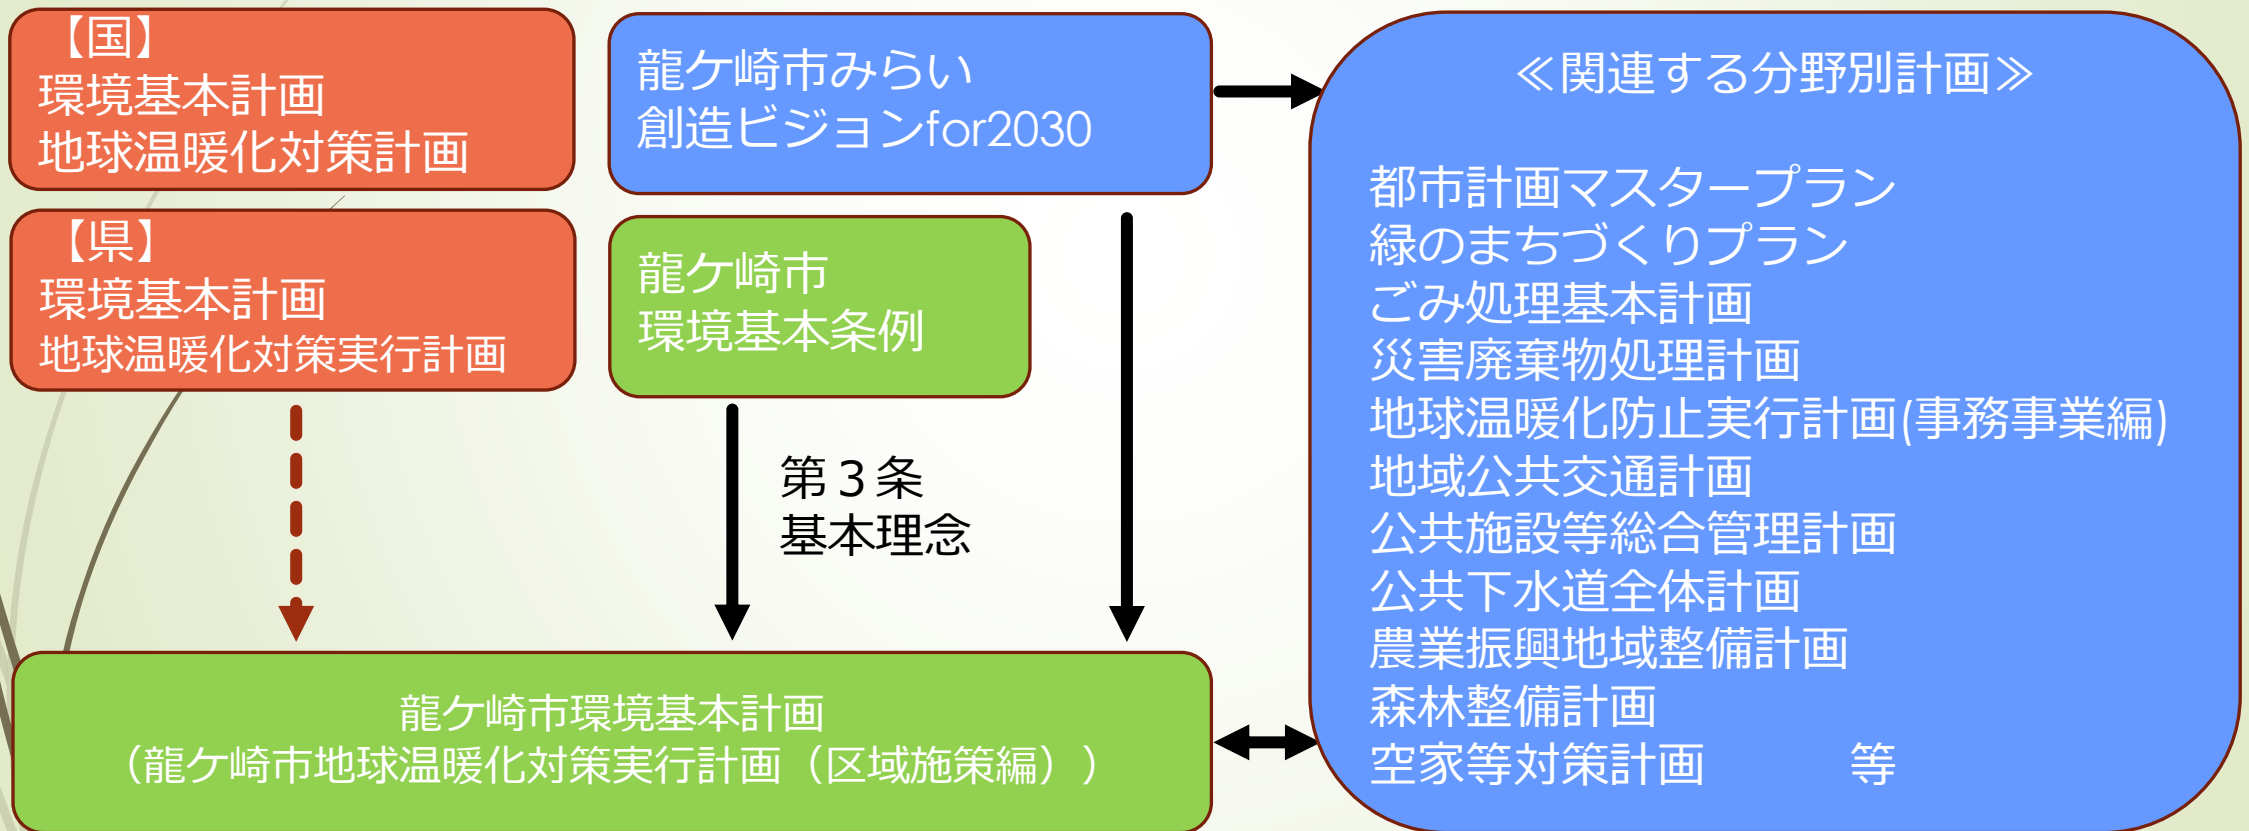 【国】
環境基本計画
地球温暖化対策計画
【県】
環境基本計画
地球温暖化対策実行計画
龍ケ崎市みらい
創造ビジョンfor2030
龍ケ崎市
環境基本条例
第３条
基本理念
龍ケ崎市環境基本計画
（龍ケ崎市地球温暖化対策実行計画（区域施策編））
≪関連する分野別計画≫
都市計画マスタープラン
緑のまちづくりプラン
ごみ処理基本計画
災害廃棄物処理計画
地球温暖化防止実行計画(事務事業編)
地域公共交通計画
公共施設等総合管理計画
公共下水道全体計画
農業振興地域整備計画
森林整備計画
空家等対策計画　　　等